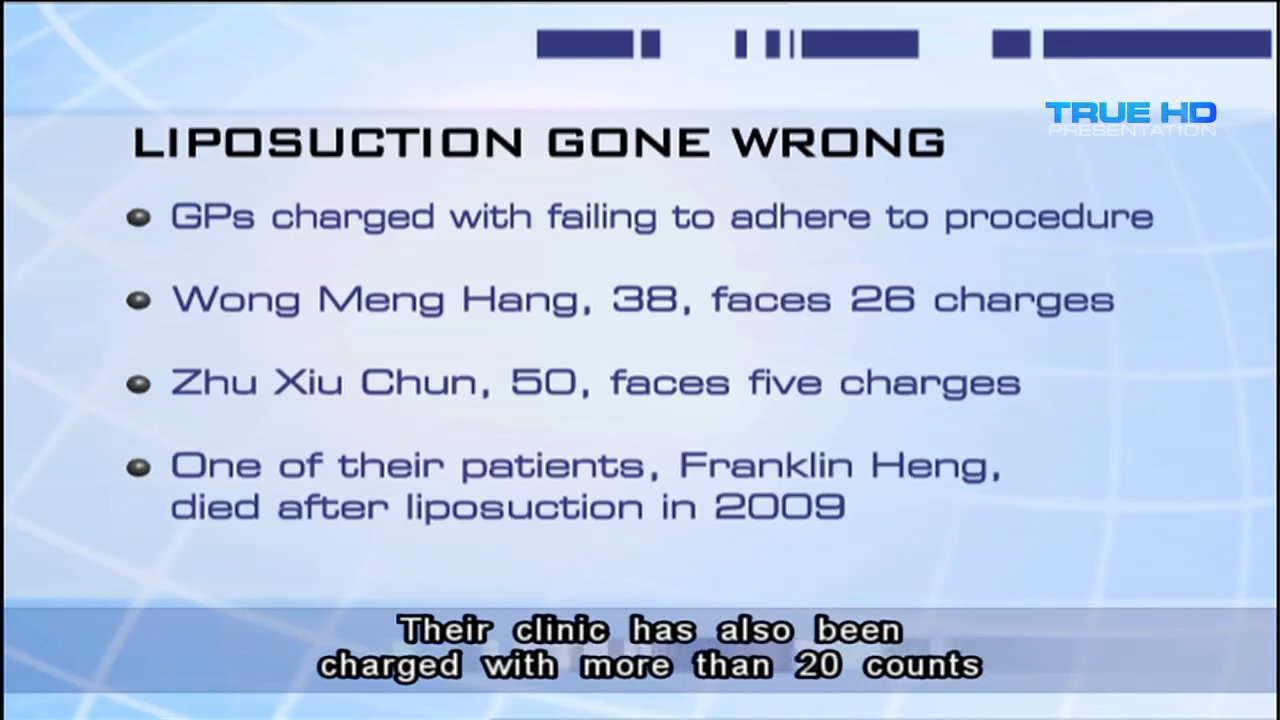 TRUE HD
PRESENTATION
LIPOSUCTION GONE WRONG
GPs charged with failing to adhere to procedure
Wong Meng Hang, 38, faces 26 charges
Zhu Xiu Chun, 50, faces five charges
One of their patients, Franklin Heng,
died after liposuction in 2009
Their clinic has also been
charged with more than 20 counts